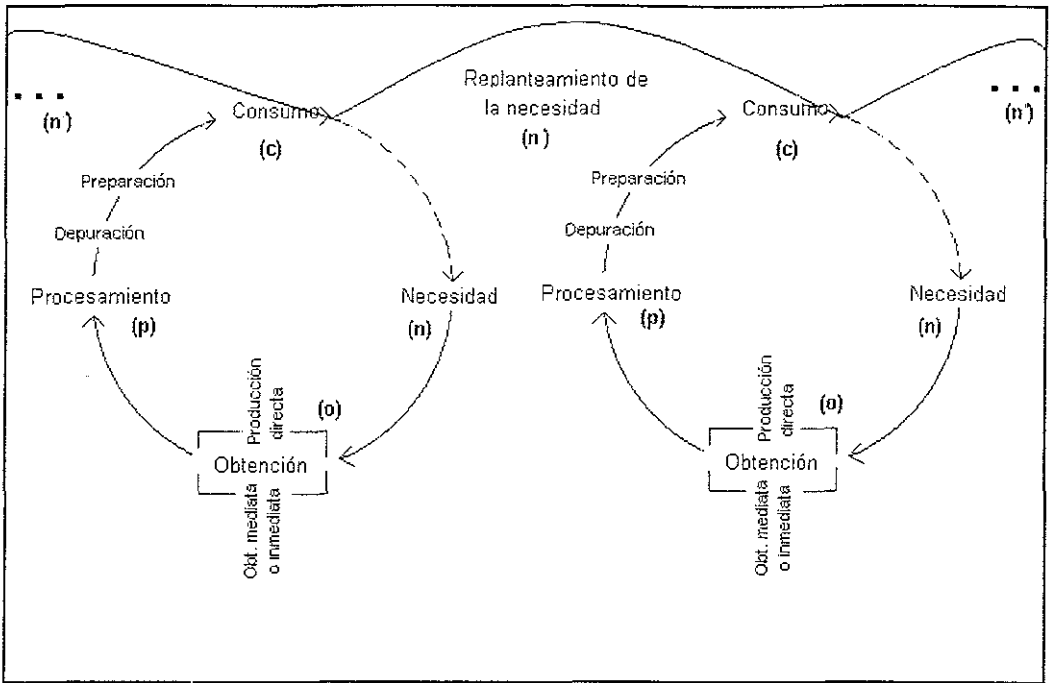 Replanteamiento de
la necesidad
(n')
. . .
(n')
Consumo
(c)
Preparación
Depuración
Procesamiento
(p)
Necesidad
(n)
Producción
directa
(o)
Obtención
Obt. mediata
o inmediata
Consumo
(c)
Preparación
Depuración
Procesamiento
(p)
Necesidad
(n)
Producción
directa
(o)
Obtención
Obt. mediata
o inmediata
. . .
(n')